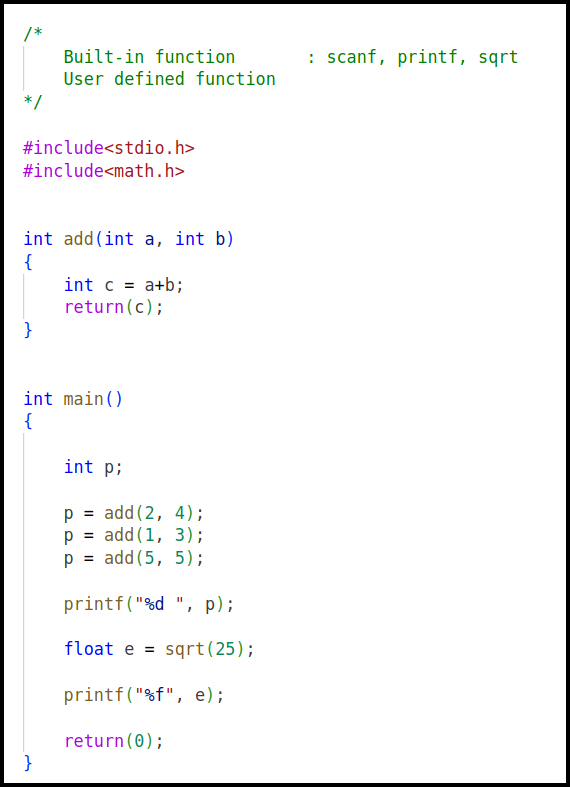 /*
    Built-in function       : scanf, printf, sqrt
    User defined function
*/
#include<stdio.h>
#include<math.h>
int add(int a, int b)
{
    int c = a+b;
    return(c);
}
int main()
{
    int p;
    p = add(2, 4);
    p = add(1, 3);
    p = add(5, 5);
    printf("%d ", p);
    float e = sqrt(25);
    printf("%f", e);
    return(0);
}